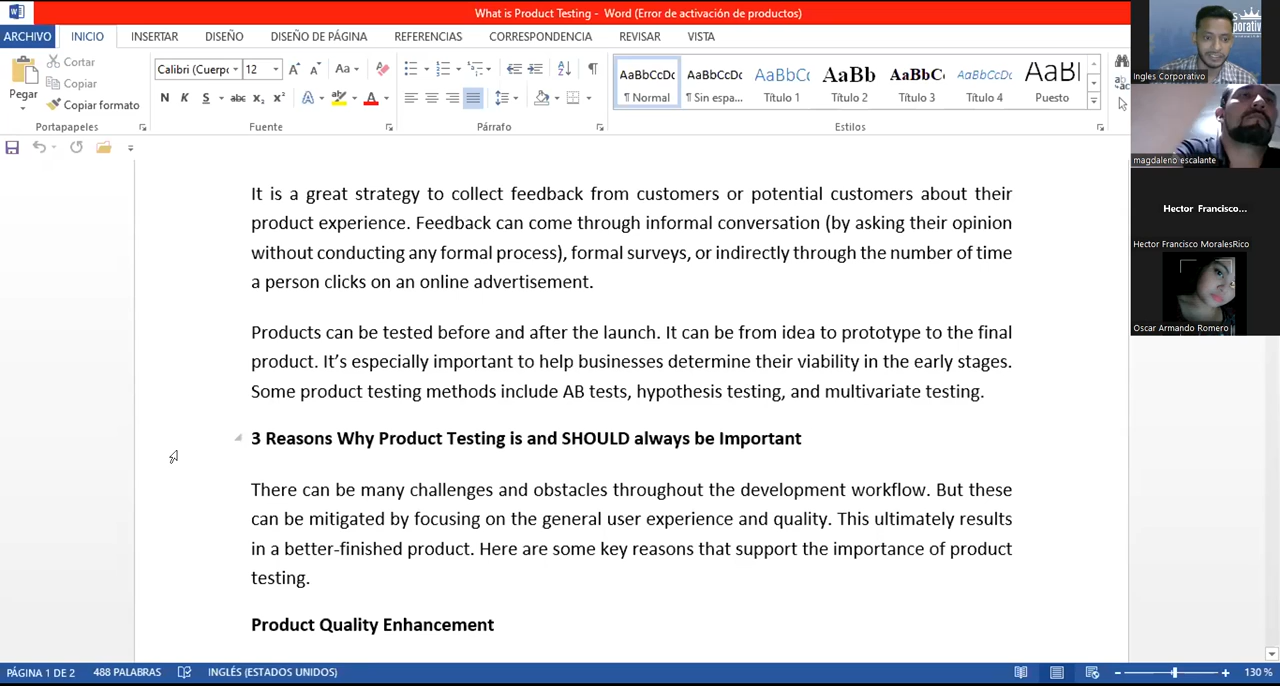 What is Product Testing - Word (Error de activación de productos)
ARCHIVO INICIO INSERTAR DISEÑO DISEÑO DE PÁGINA REFERENCIAS CORRESPONDENCIA REVISAR VISTA
Pegar
Cortar
Copiar
Copiar formato
Portapapeles
Calibri (Cuerp 12
Aa
N K S abc x₂ x²
A A
Fuente
Párrafo
AaBbCcDc AaBbCcDc AaBbC AaBb AaBbC AaBbCcD AaBl
¶ Normal ¶ Sin espa... Título 1 Título 2 Título 3 Título 4 Puesto
Estilos
It is a great strategy to collect feedback from customers or potential customers about their
product experience. Feedback can come through informal conversation (by asking their opinion
without conducting any formal process), formal surveys, or indirectly through the number of time
a person clicks on an online advertisement.
Products can be tested before and after the launch. It can be from idea to prototype to the final
product. It’s especially important to help businesses determine their viability in the early stages.
Some product testing methods include AB tests, hypothesis testing, and multivariate testing.
3 Reasons Why Product Testing is and SHOULD always be Important
There can be many challenges and obstacles throughout the development workflow. But these
can be mitigated by focusing on the general user experience and quality. This ultimately results
in a better-finished product. Here are some key reasons that support the importance of product
testing.
Product Quality Enhancement
PÁGINA 1 DE 2 488 PALABRAS INGLÉS (ESTADOS UNIDOS) 130 %
Ingles Corporativo
magdaleno escalante
Hector Francisco...
Hector Francisco MoralesRico
Oscar Armando Romero